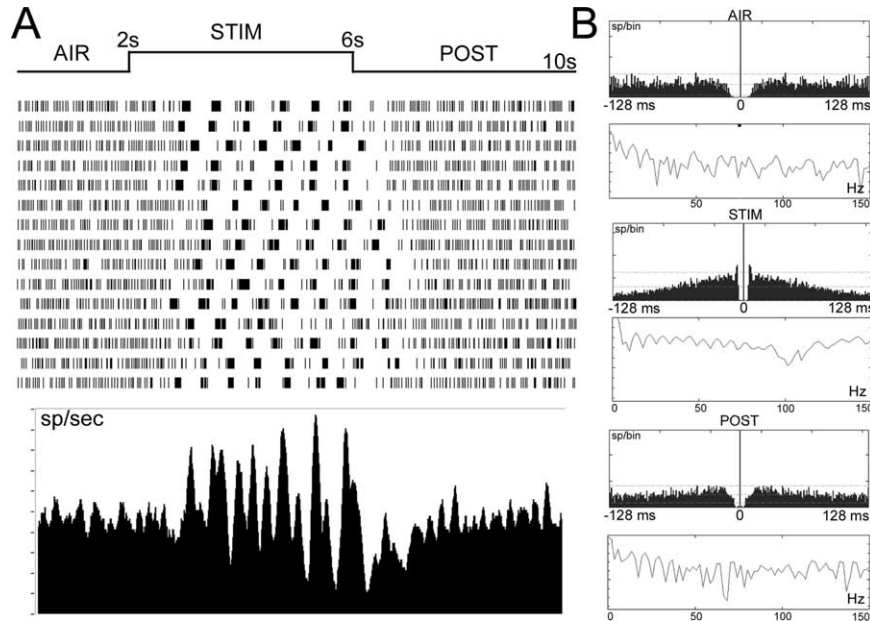 A
AIR 2s STIM 6s POST 10s
sp/sec
B
AIR
sp/bin
-128 ms 0 128 ms
Hz
50 100 150
STIM
sp/bin
-128 ms 0 128 ms
Hz
0 50 100 150
POST
sp/bin
-128 ms 0 128 ms
Hz
0 50 100 150